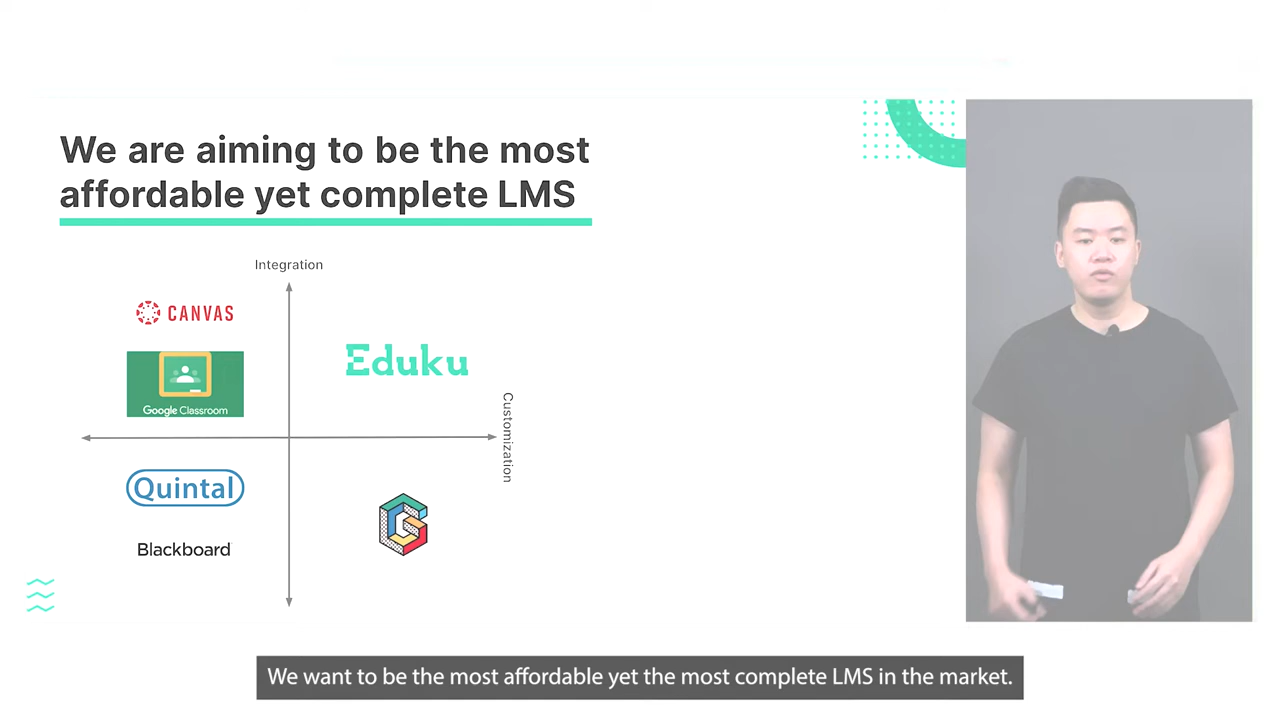 We are aiming to be the most
affordable yet complete LMS
Integration
CANVAS
Eduku
Google Classroom
Customization
Quintal
Blackboard
We want to be the most affordable yet the most complete LMS in the market.